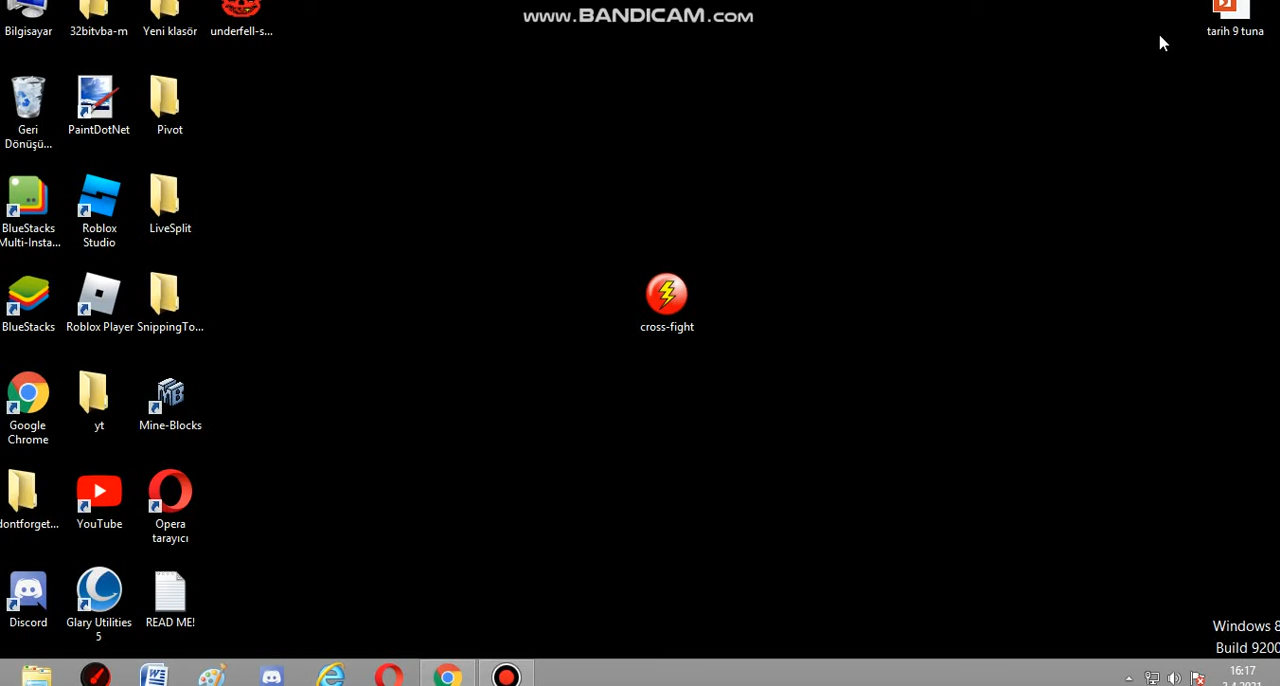 www.BANDICAM.com
Bilgisayar
32bitvba-m
Yeni klasör
underfell-s...
tarih 9 tuna
Geri
Dönüşü...
PaintDotNet
Pivot
BlueStacks
Multi-Insta...
Roblox
Studio
LiveSplit
BlueStacks
Roblox Player
SnippingTo...
cross-fight
Google
Chrome
yt
MB
Mine-Blocks
dontforget...
YouTube
Opera
tarayıcı
Discord
Glary Utilities
5
READ ME!
Windows 8
Build 9200
16:17